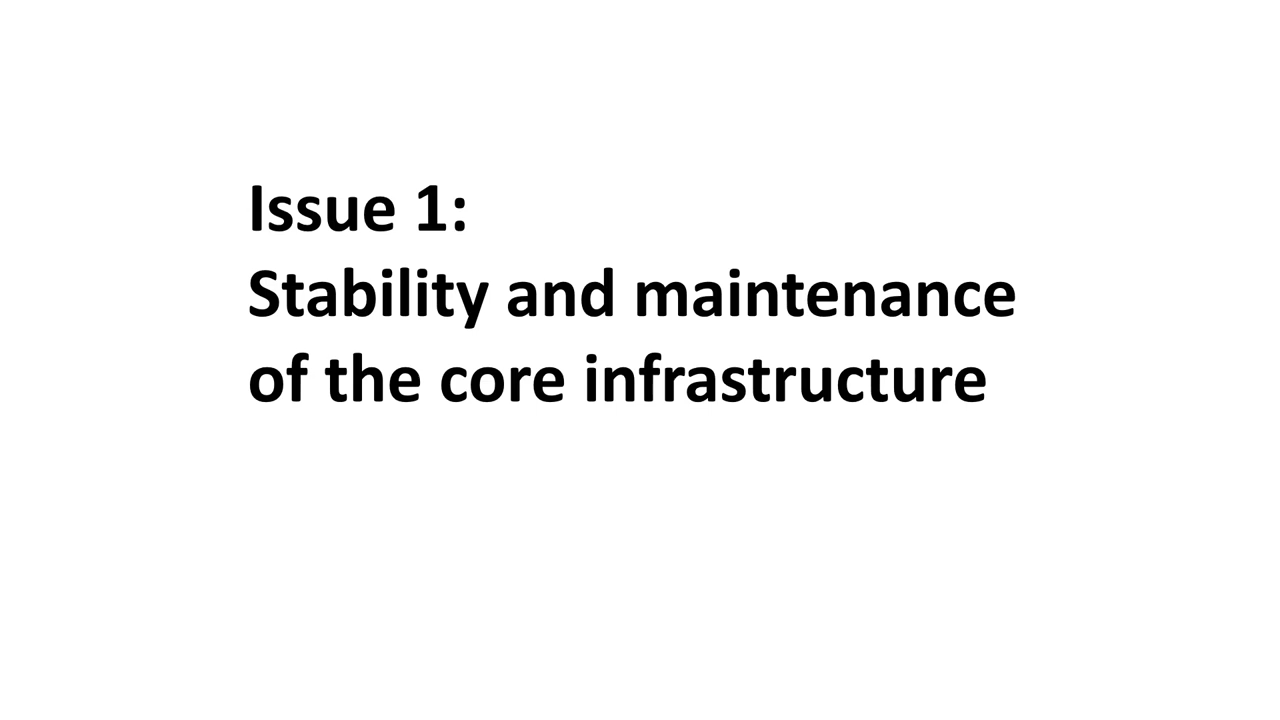 Issue 1:
Stability and maintenance
of the core infrastructure